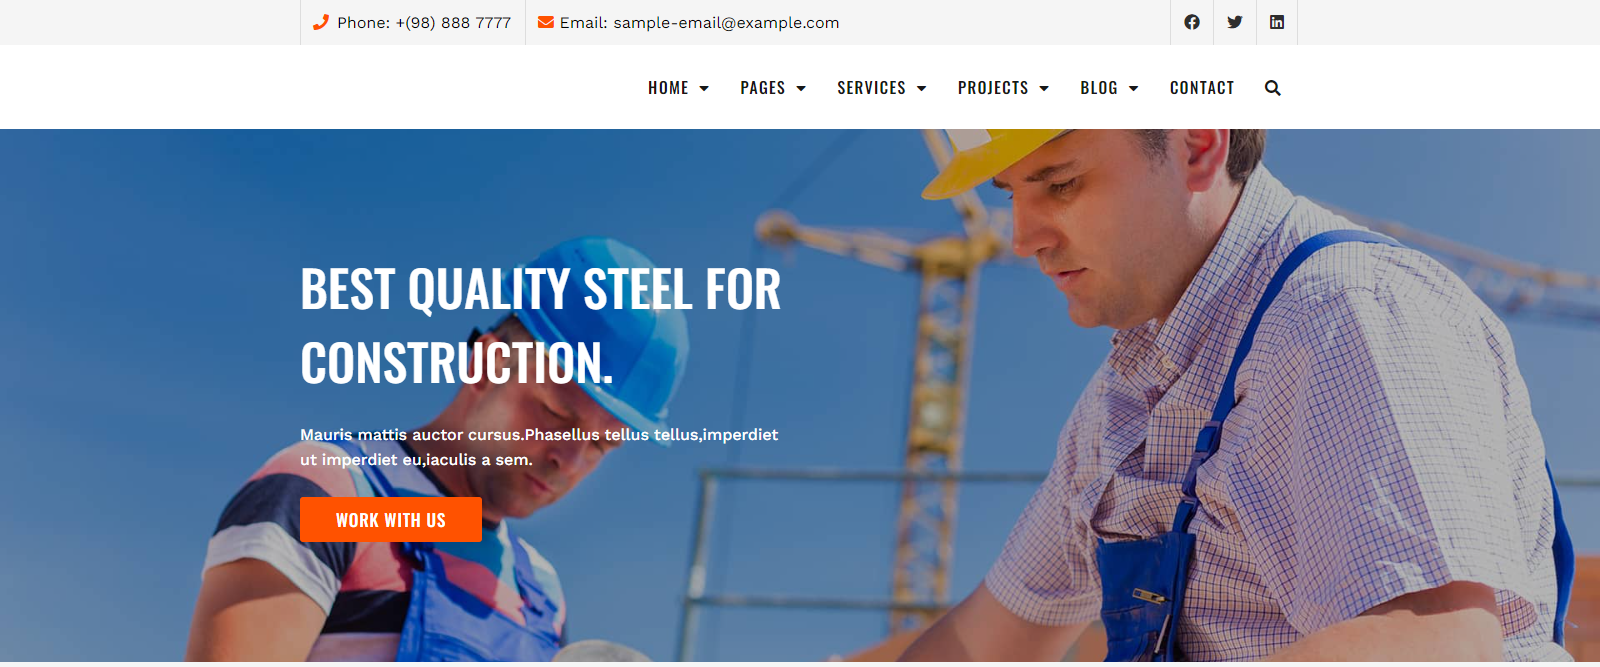 Phone: +(98) 888 7777 Email: sample-email@example.com
HOME PAGES SERVICES PROJECTS BLOG CONTACT
BEST QUALITY STEEL FOR
CONSTRUCTION.
Mauris mattis auctor cursus.Phasellus tellus tellus,imperdiet
ut imperdiet eu,iaculis a sem.
WORK WITH US